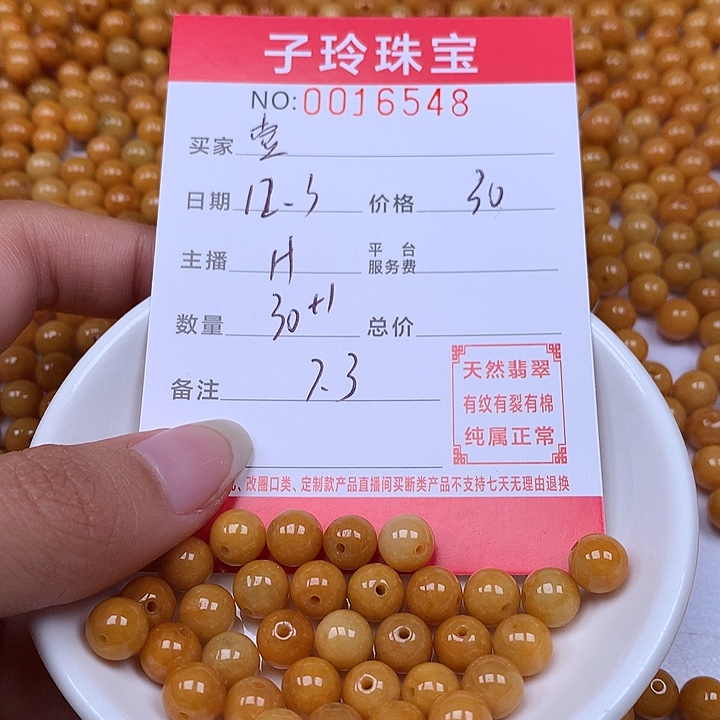 子玲珠宝
NO:0016548
买家 壹
日期 12-5 价格 30
主播 H 平台服务费
数量 30+1 总价
备注 7.3
天然翡翠
有纹有裂有棉
纯属正常
、改圈口类、定制款产品直播间买断类产品不支持七天无理由退换